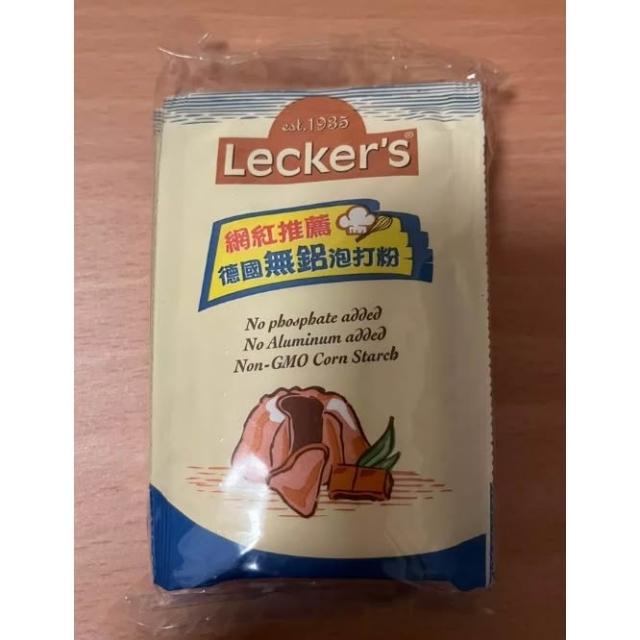 est.1935
Lecker's®
網紅推薦
德國無鋁泡打粉
No phosphate added
No Aluminum added
Non-GMO Corn Starch